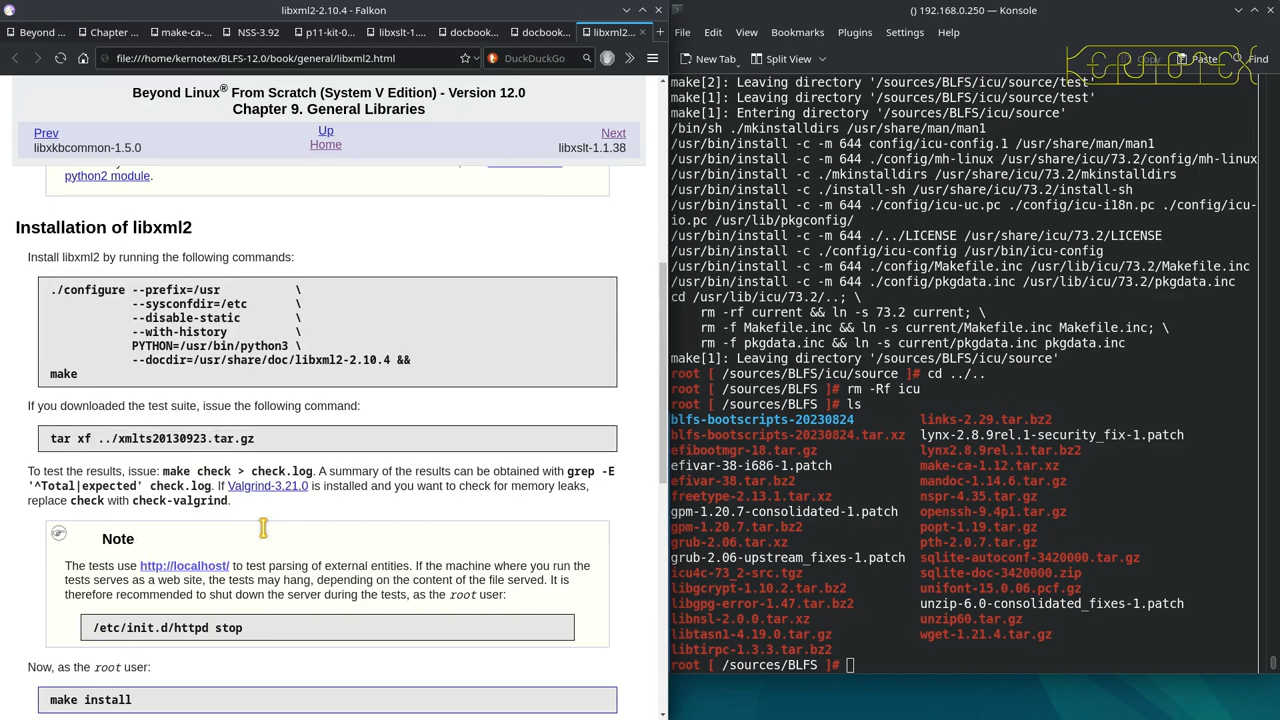 libxml2-2.10.4 - Falkon
Beyond ...
Chapter ...
make-ca-...
NSS-3.92
p11-kit-0...
libxslt-1....
docbook...
docbook...
libxml2...
file:///home/kernotex/BLFS-12.0/book/general/libxml2.html
DuckDuckGo
Beyond Linux® From Scratch (System V Edition) - Version 12.0
Chapter 9. General Libraries
Prev
Up
Next
libxkbcommon-1.5.0
Home
libxslt-1.1.38
python2 module.
Installation of libxml2
Install libxml2 by running the following commands:
./configure --prefix=/usr \
--sysconfdir=/etc \
--disable-static \
--with-history \
PYTHON=/usr/bin/python3 \
--docdir=/usr/share/doc/libxml2-2.10.4 &&
make
If you downloaded the test suite, issue the following command:
tar xf ../xmlts20130923.tar.gz
To test the results, issue: make check > check.log. A summary of the results can be obtained with grep -E
'^Total|expected' check.log. If Valgrind-3.21.0 is installed and you want to check for memory leaks,
replace check with check-valgrind.
Note
The tests use http://localhost/ to test parsing of external entities. If the machine where you run the
tests serves as a web site, the tests may hang, depending on the content of the file served. It is
therefore recommended to shut down the server during the tests, as the root user:
/etc/init.d/httpd stop
Now, as the root user:
make install
() 192.168.0.250 — Konsole
File Edit View Bookmarks Plugins Settings Help
New Tab Split View Copy Paste Find
KERNOTEX
make[2]: Leaving directory '/sources/BLFS/icu/source/test'
make[1]: Leaving directory '/sources/BLFS/icu/source/test'
make[1]: Entering directory '/sources/BLFS/icu/source'
/bin/sh ./mkinstalldirs /usr/share/man/man1
/usr/bin/install -c -m 644 config/icu-config.1 /usr/share/man/man1
/usr/bin/install -c -m 644 ./config/mh-linux /usr/share/icu/73.2/config/mh-linux
/usr/bin/install -c ./mkinstalldirs /usr/share/icu/73.2/mkinstalldirs
/usr/bin/install -c ./install-sh /usr/share/icu/73.2/install-sh
/usr/bin/install -c -m 644 ./config/icu-uc.pc ./config/icu-i18n.pc ./config/icu-
io.pc /usr/lib/pkgconfig/
/usr/bin/install -c -m 644 ./../LICENSE /usr/share/icu/73.2/LICENSE
/usr/bin/install -c ./config/icu-config /usr/bin/icu-config
/usr/bin/install -c -m 644 ./config/Makefile.inc /usr/lib/icu/73.2/Makefile.inc
/usr/bin/install -c -m 644 ./config/pkgdata.inc /usr/lib/icu/73.2/pkgdata.inc
cd /usr/lib/icu/73.2/..; \
rm -rf current && ln -s 73.2 current; \
rm -f Makefile.inc && ln -s current/Makefile.inc Makefile.inc; \
rm -f pkgdata.inc && ln -s current/pkgdata.inc pkgdata.inc
make[1]: Leaving directory '/sources/BLFS/icu/source'
root [ /sources/BLFS/icu/source ]# cd ../..
root [ /sources/BLFS ]# rm -Rf icu
root [ /sources/BLFS ]# ls
blfs-bootscripts-20230824 links-2.29.tar.bz2
blfs-bootscripts-20230824.tar.xz lynx-2.8.9rel.1-security_fix-1.patch
efibootmgr-18.tar.gz lynx2.8.9rel.1.tar.bz2
efivar-38-i686-1.patch make-ca-1.12.tar.xz
efivar-38.tar.bz2 mandoc-1.14.6.tar.gz
freetype-2.13.1.tar.xz nspr-4.35.tar.gz
gpm-1.20.7-consolidated-1.patch openssh-9.4p1.tar.gz
gpm-1.20.7.tar.bz2 popt-1.19.tar.gz
grub-2.06.tar.xz pth-2.0.7.tar.gz
grub-2.06-upstream_fixes-1.patch sqlite-autoconf-3420000.tar.gz
icu4c-73_2-src.tgz sqlite-doc-3420000.zip
libgcrypt-1.10.2.tar.bz2 unifont-15.0.06.pcf.gz
libgpg-error-1.47.tar.bz2 unzip-6.0-consolidated_fixes-1.patch
libnsl-2.0.0.tar.xz unzip60.tar.gz
libtasn1-4.19.0.tar.gz wget-1.21.4.tar.gz
libtirpc-1.3.3.tar.bz2
root [ /sources/BLFS ]#